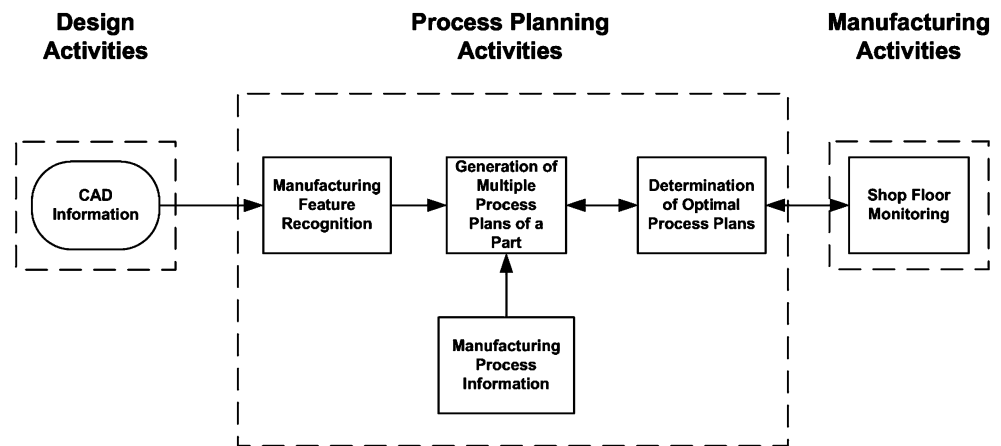 Design
Activities
Process Planning
Activities
Manufacturing
Activities
CAD
Information
Manufacturing
Feature
Recognition
Generation of
Multiple
Process
Plans of a
Part
Determination
of Optimal
Process Plans
Shop Floor
Monitoring
Manufacturing
Process
Information